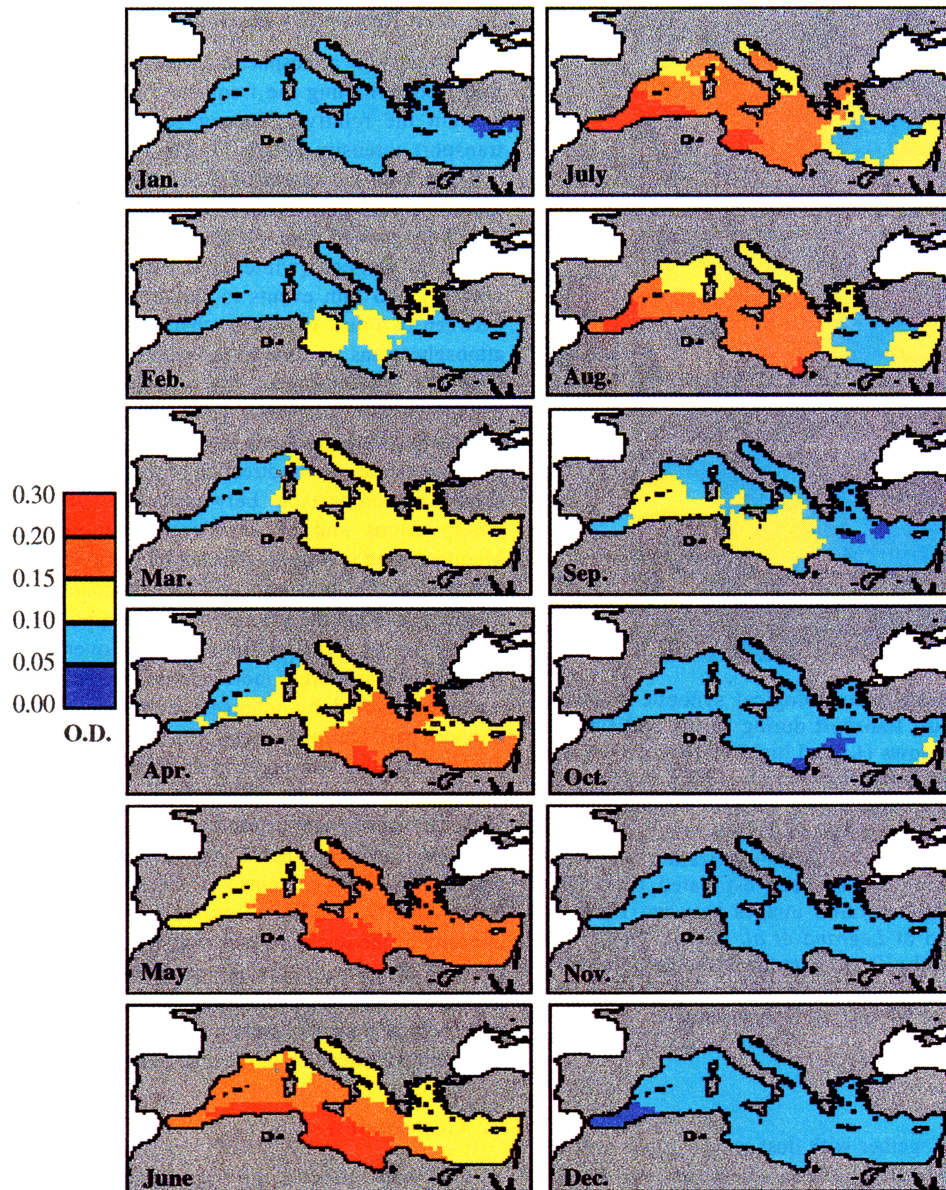 Jan.
July
Feb.
Aug.
Mar.
Sep.
0.30
0.20
0.15
0.10
0.05
0.00
O.D.
Apr.
Oct.
May
Nov.
June
Dec.